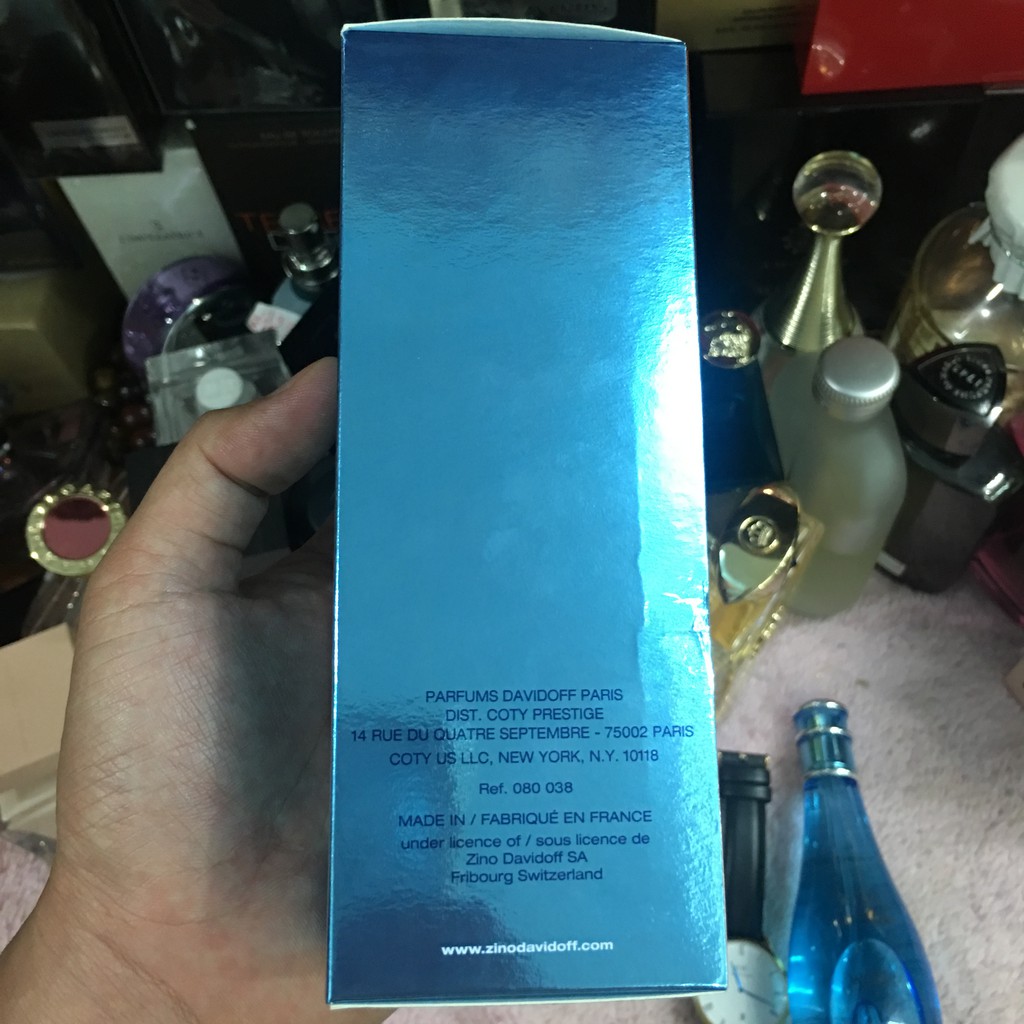 PARFUMS DAVIDOFF PARIS
DIST. COTY PRESTIGE
14 RUE DU QUATRE SEPTEMBRE - 75002 PARIS
COTY US LLC, NEW YORK, N.Y. 10118
Ref. 080 038
MADE IN / FABRIQUÉ EN FRANCE
under licence of / sous licence de
Zino Davidoff SA
Fribourg Switzerland
www.zinodavidoff.com